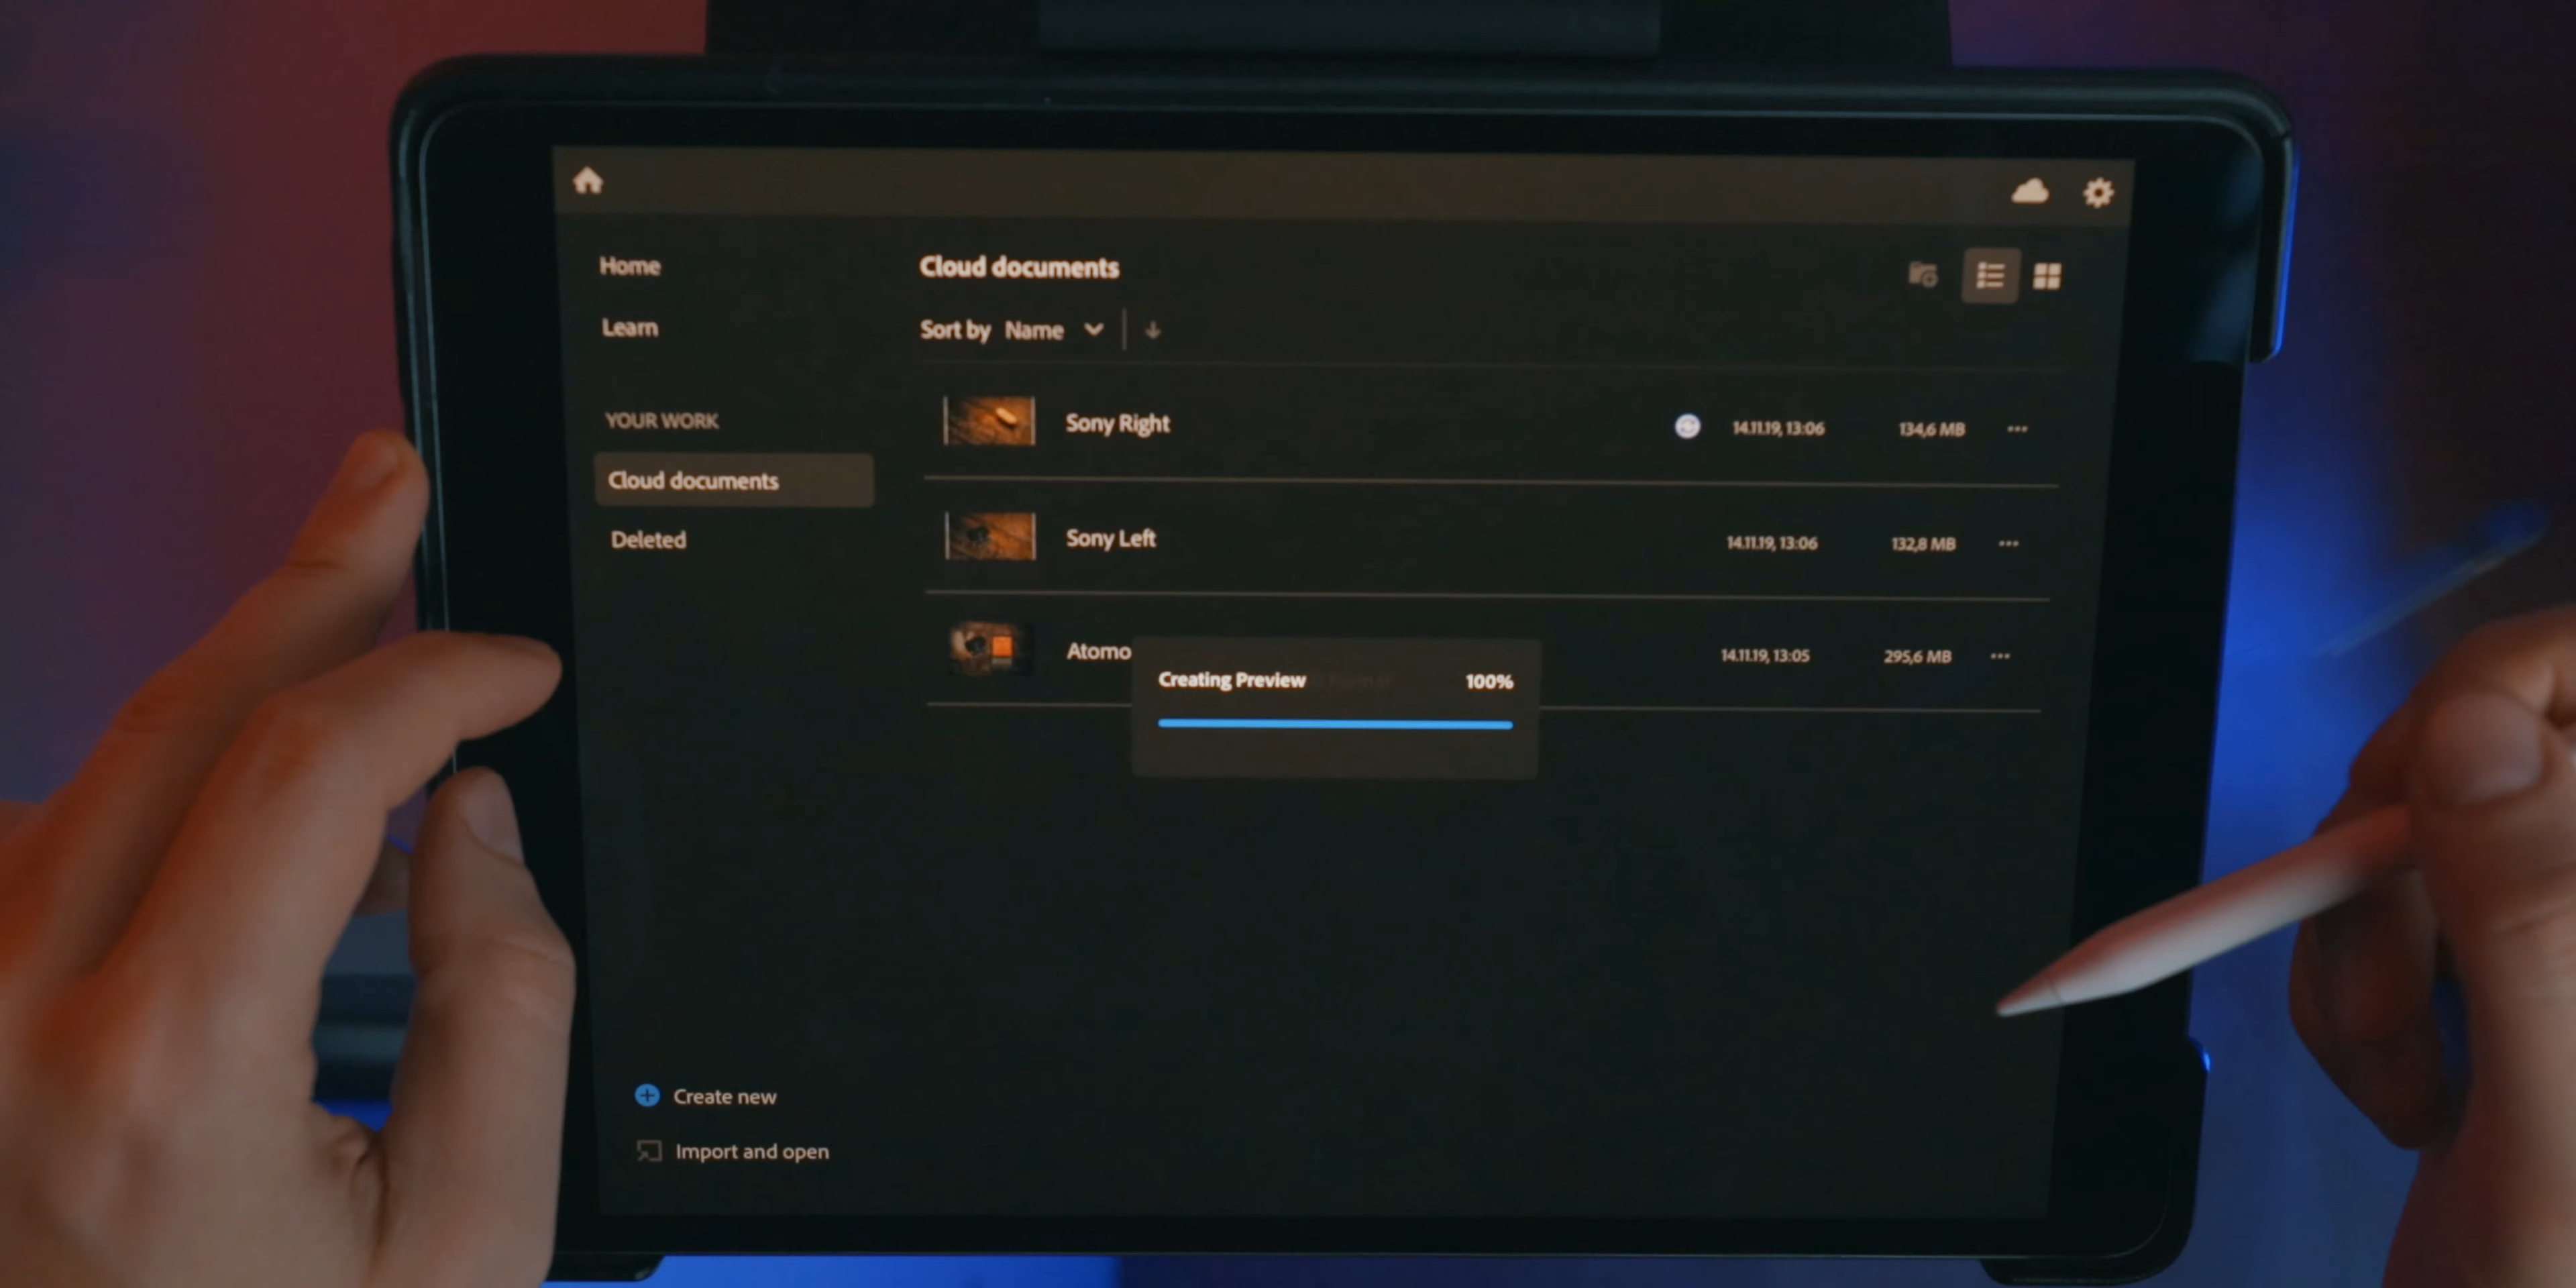 Home
Learn
YOUR WORK
Cloud documents
Deleted
Cloud documents
Sort by Name
Sony Right 14.11.19, 13:06 134,6 MB
Sony Left 14.11.19, 13:06 132,8 MB
Atomo 14.11.19, 13:05 295,6 MB
Creating Preview 100%
Create new
Import and open